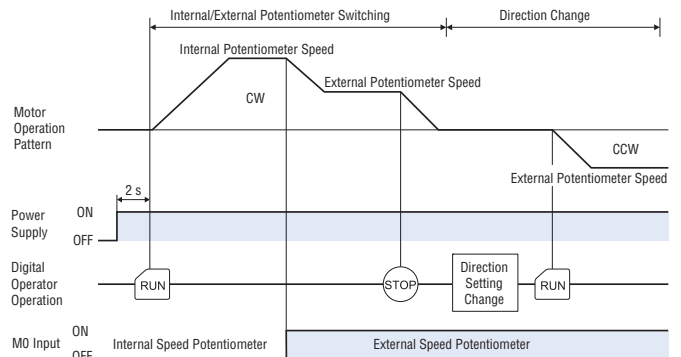 Internal/External Potentiometer Switching
Direction Change
Internal Potentiometer Speed
External Potentiometer Speed
CW
Motor
Operation
Pattern
CCW
External Potentiometer Speed
2 s
Power
Supply
ON
OFF
Digital
Operator
Operation
RUN
STOP
Direction
Setting
Change
RUN
M0 Input
ON
OFF
Internal Speed Potentiometer
External Speed Potentiometer